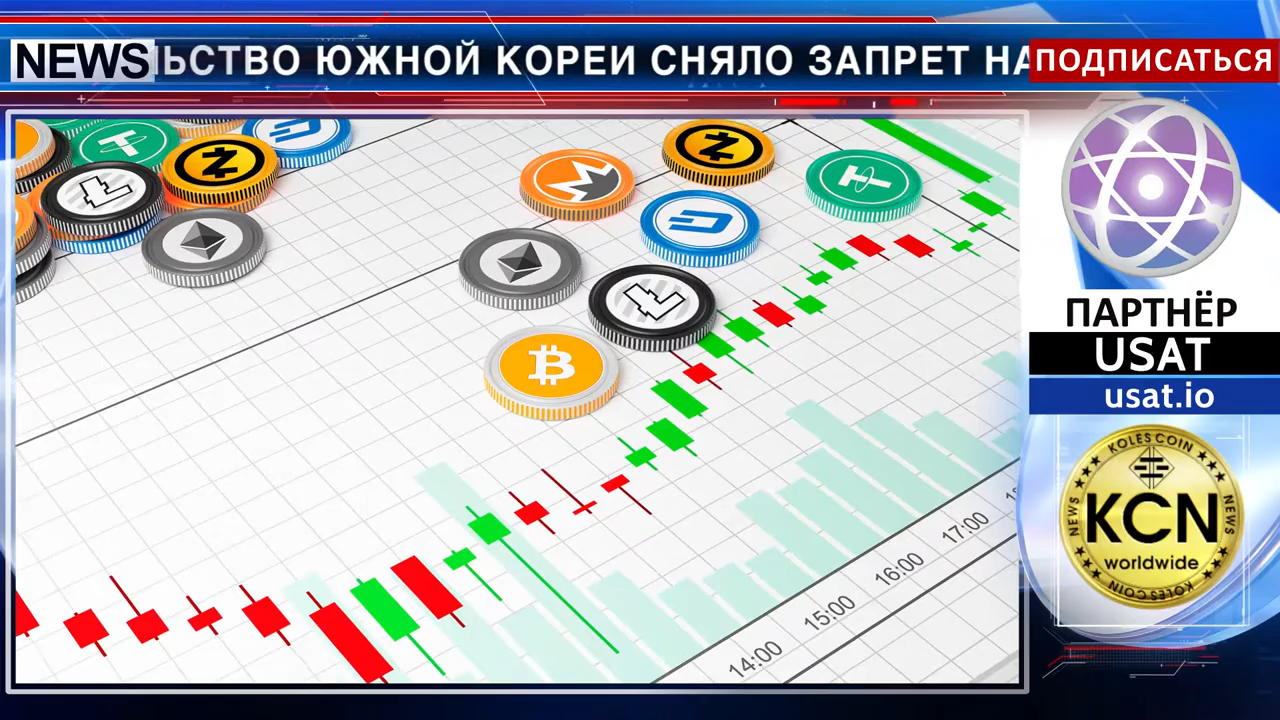 NEWS
ЬСТВО ЮЖНОЙ КОРЕИ СНЯЛО ЗАПРЕТ НА
ПОДПИСАТЬСЯ
ПАРТНЁР
USAT
usat.io
KOLES COIN
NEWS
KCN
NEWS
worldwide
KOLES COIN
14:00
15:00
16:00
17:00